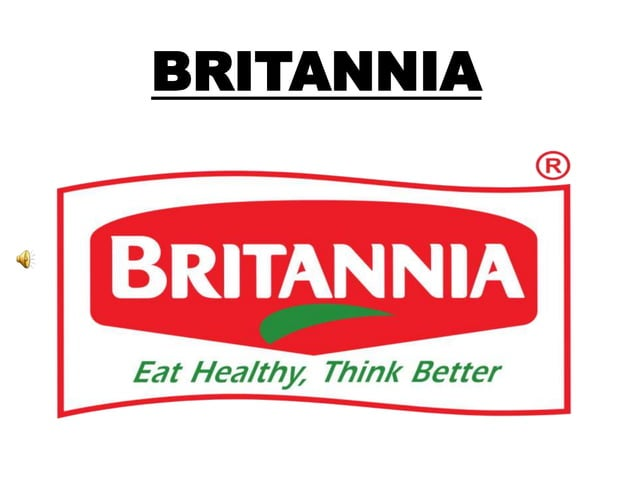 BRITANNIA
®
BRITANNIA
Eat Healthy, Think Better